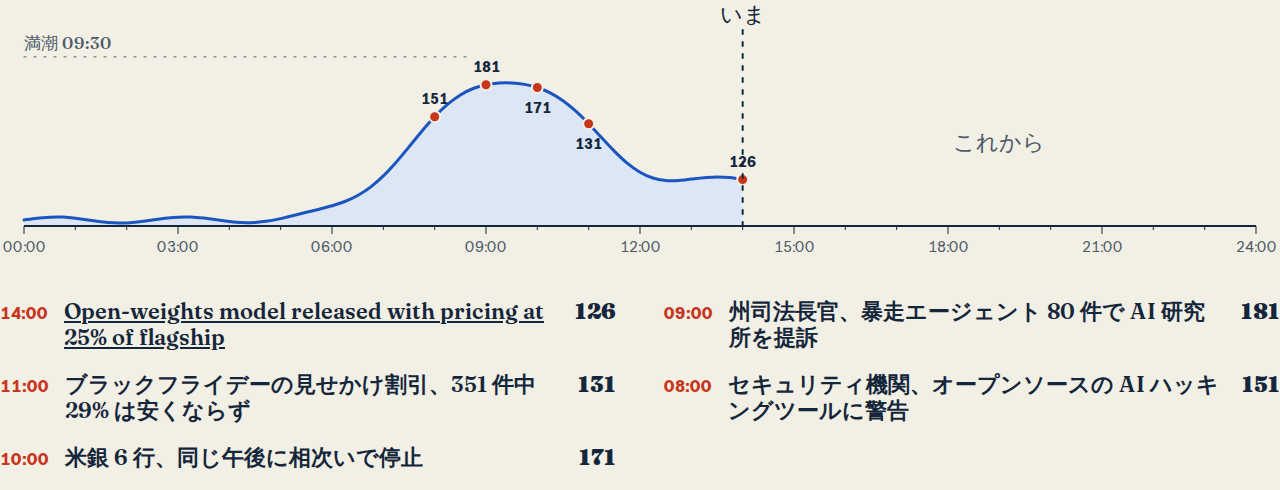 いま
満潮 09:30
181
151
171
131
126
これから
00:00
03:00
06:00
09:00
12:00
15:00
18:00
21:00
24:00
14:00 Open-weights model released with pricing at 126
25% of flagship
11:00 ブラックフライデーの見せかけ割引、351 件中 131
29% は安くならず
10:00 米銀 6 行、同じ午後に相次いで停止 171
09:00 州司法長官、暴走エージェント 80 件で AI 研究 181
所を提訴
08:00 セキュリティ機関、オープンソースの AI ハッキ 151
ングツールに警告